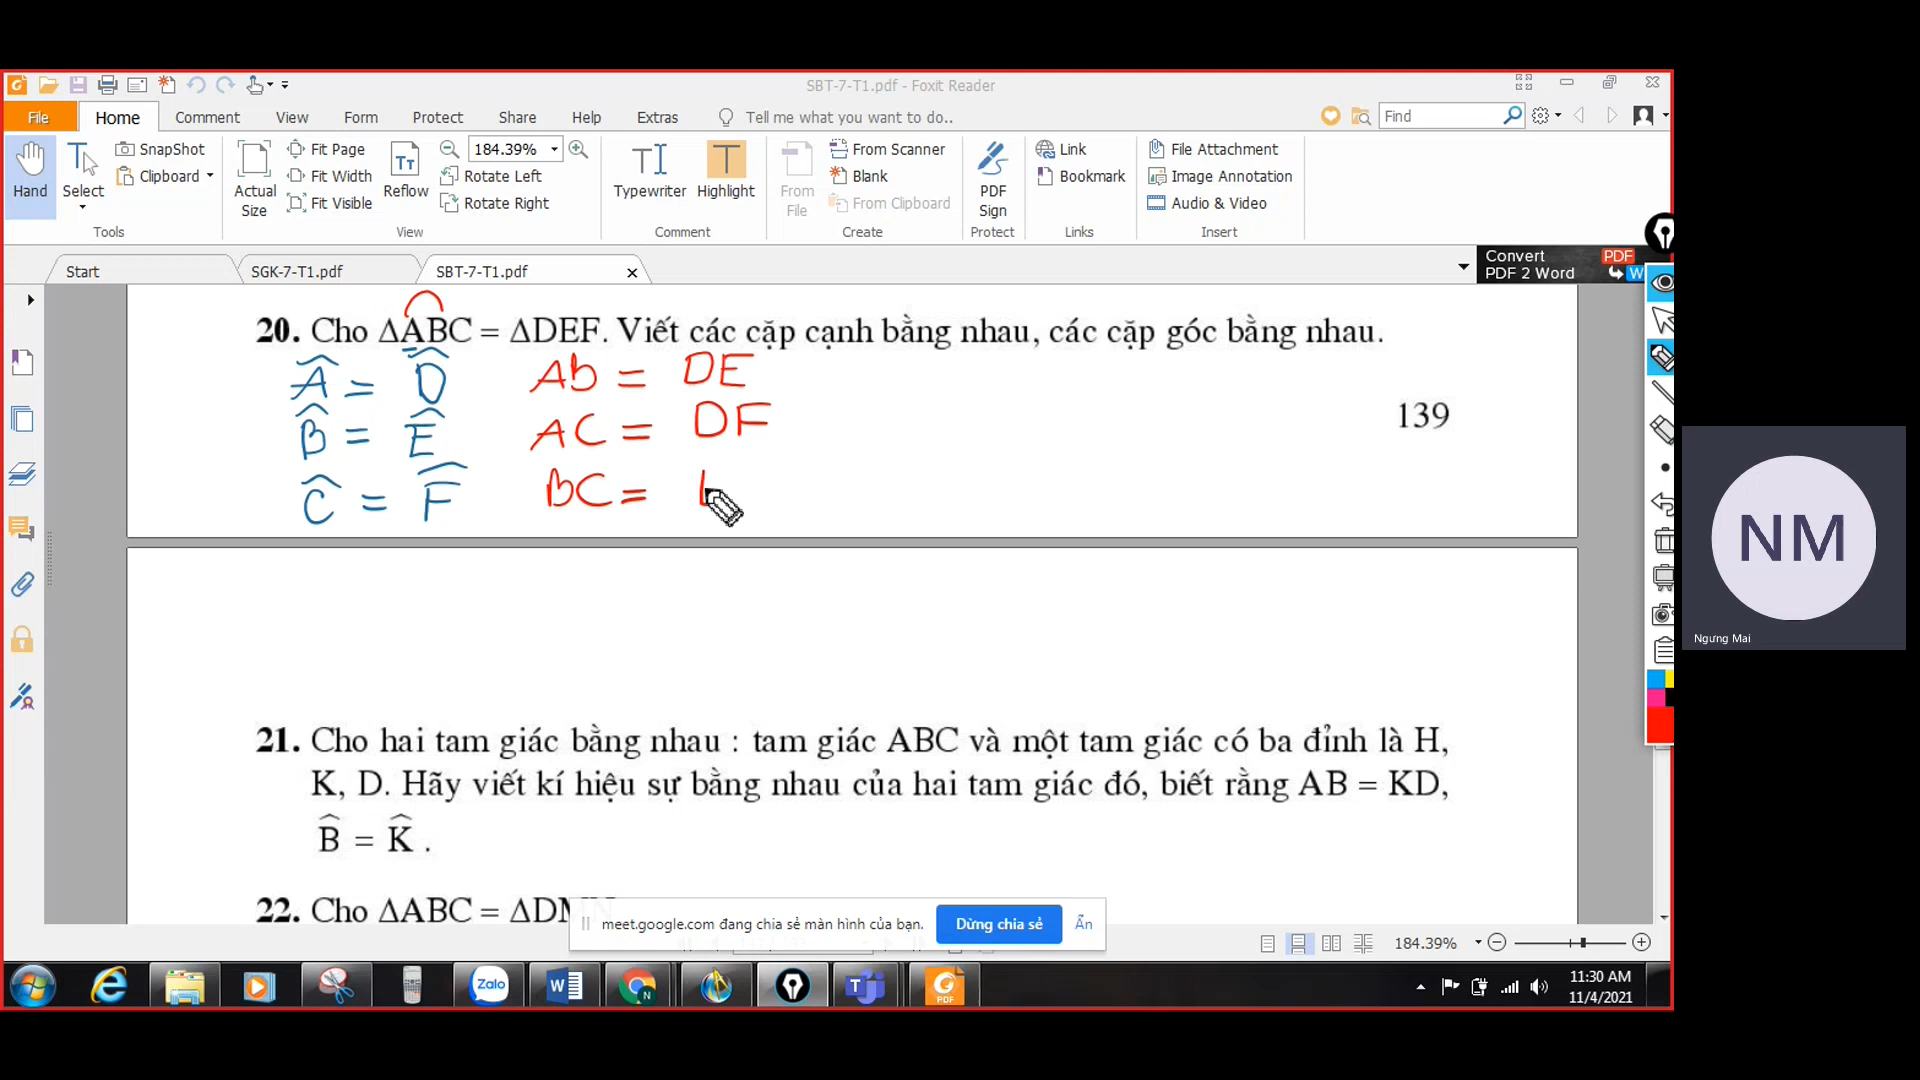 SBT-7-T1.pdf - Foxit Reader
File Home Comment View Form Protect Share Help Extras Tell me what you want to do.. Find
Hand Select SnapShot Clipboard Actual Size Fit Page Fit Width Fit Visible Reflow 184.39% Rotate Left Rotate Right Typewriter Highlight From File From Scanner Blank From Clipboard PDF Sign Link Bookmark File Attachment Image Annotation Audio & Video
Tools View Comment Create Protect Links Insert
Start SGK-7-T1.pdf SBT-7-T1.pdf
Convert PDF
PDF 2 Word W
20. Cho ΔABC = ΔDEF. Viết các cặp cạnh bằng nhau, các cặp góc bằng nhau.
Â = D̂ Ab = DE
B̂ = Ê AC = DF
Ĉ = F̂ BC =
139
21. Cho hai tam giác bằng nhau : tam giác ABC và một tam giác có ba đỉnh là H,
K, D. Hãy viết kí hiệu sự bằng nhau của hai tam giác đó, biết rằng AB = KD,
B̂ = K̂ .
22. Cho ΔABC = ΔDMN
meet.google.com đang chia sẻ màn hình của bạn. Dừng chia sẻ Ẩn
184.39%
NM
Ngưng Mai
Zalo
PDF
11:30 AM
11/4/2021